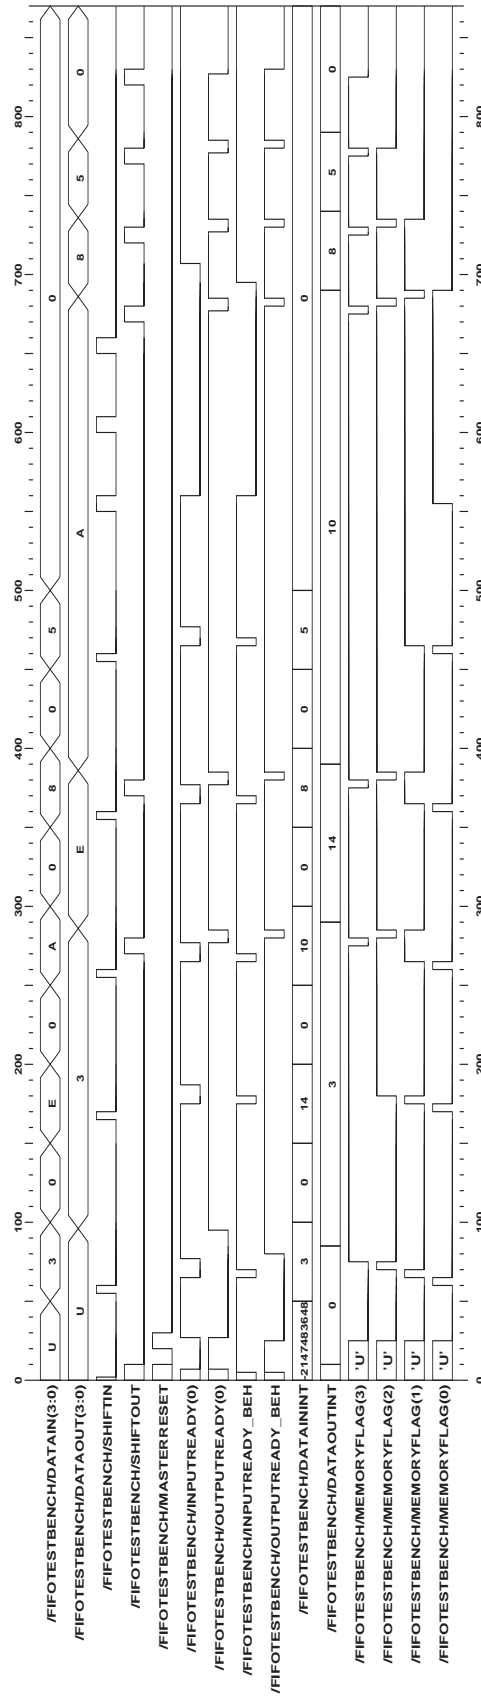 0 100 200 300 400 500 600 700 800
/FIFOTESTBENCH/DATAIN(3:0) U 3 0 E 0 A 0 8 0 5 0
/FIFOTESTBENCH/DATAOUT(3:0) U 3 E A 8 5 0
/FIFOTESTBENCH/SHIFTIN
/FIFOTESTBENCH/SHIFTOUT
/FIFOTESTBENCH/MASTERRESET
/FIFOTESTBENCH/INPUTREADY(0)
/FIFOTESTBENCH/OUTPUTREADY(0)
/FIFOTESTBENCH/INPUTREADY_BEH
/FIFOTESTBENCH/OUTPUTREADY_BEH
/FIFOTESTBENCH/DATAININT -2147483648 3 0 14 0 10 0 8 0 5 0
/FIFOTESTBENCH/DATAOUTINT 0 3 14 10 8 5 0
/FIFOTESTBENCH/MEMORYFLAG(3) 'U'
/FIFOTESTBENCH/MEMORYFLAG(2) 'U'
/FIFOTESTBENCH/MEMORYFLAG(1) 'U'
/FIFOTESTBENCH/MEMORYFLAG(0) 'U'
0 100 200 300 400 500 600 700 800